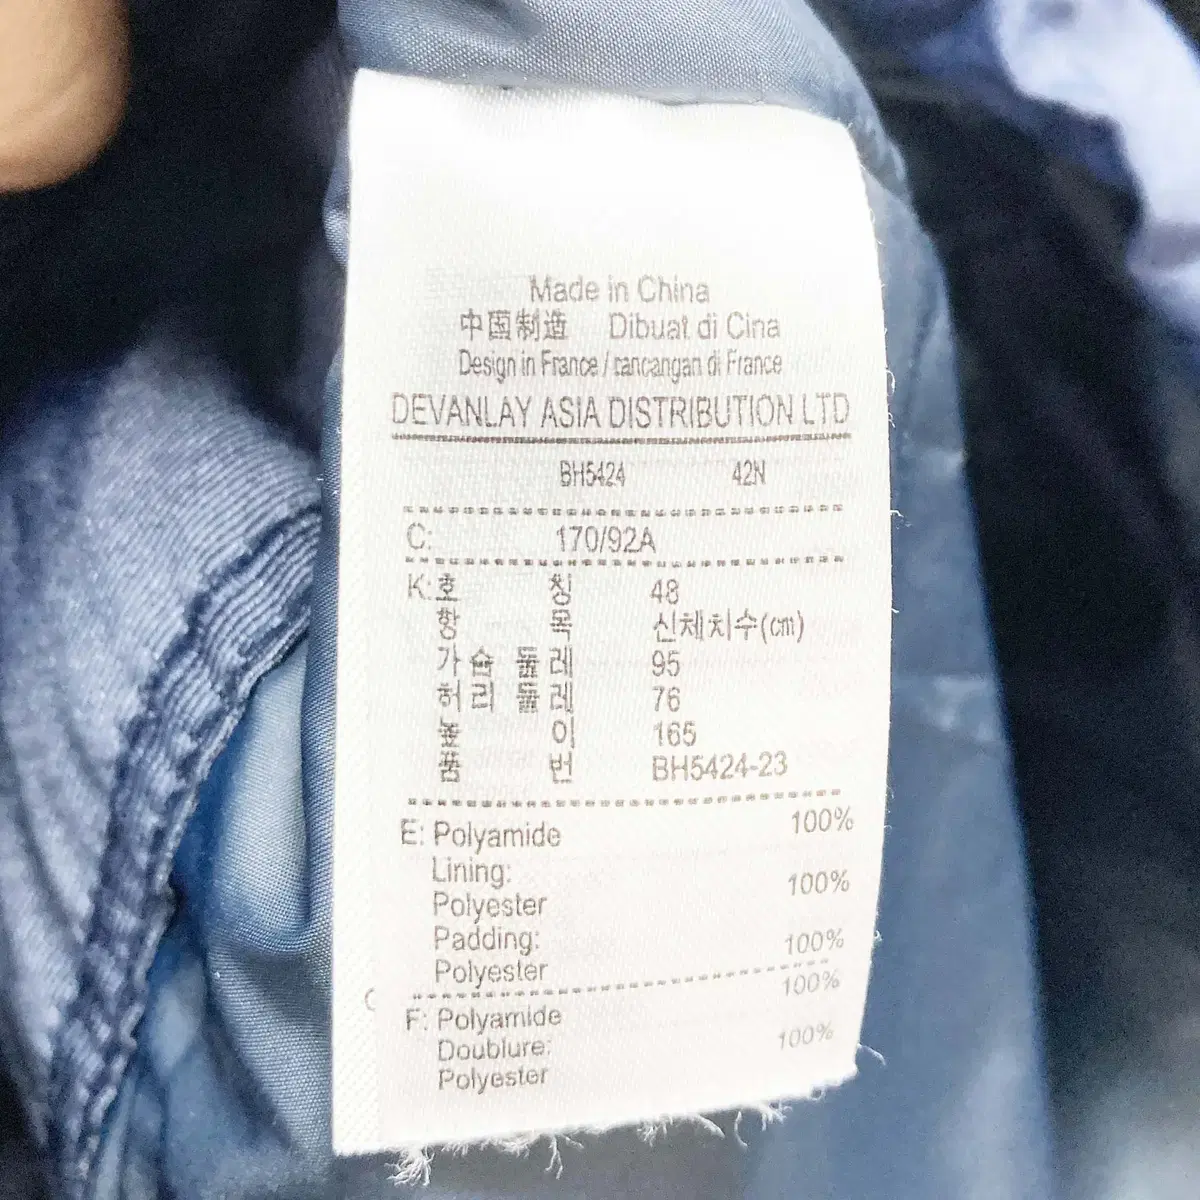 Made in China
中国制造 Dibuat di Cina
Design in France / rancangan di France
DEVANLAY ASIA DISTRIBUTION LTD
BH5424 42N
C: 170/92A
K: 호 칭 48
항 목 신체치수(cm)
가슴 둘레 95
허리 둘레 76
높 이 165
품 번 BH5424-23
E: Polyamide 100%
Lining:
Polyester 100%
Padding:
Polyester 100%
F: Polyamide 100%
Doublure:
Polyester 100%